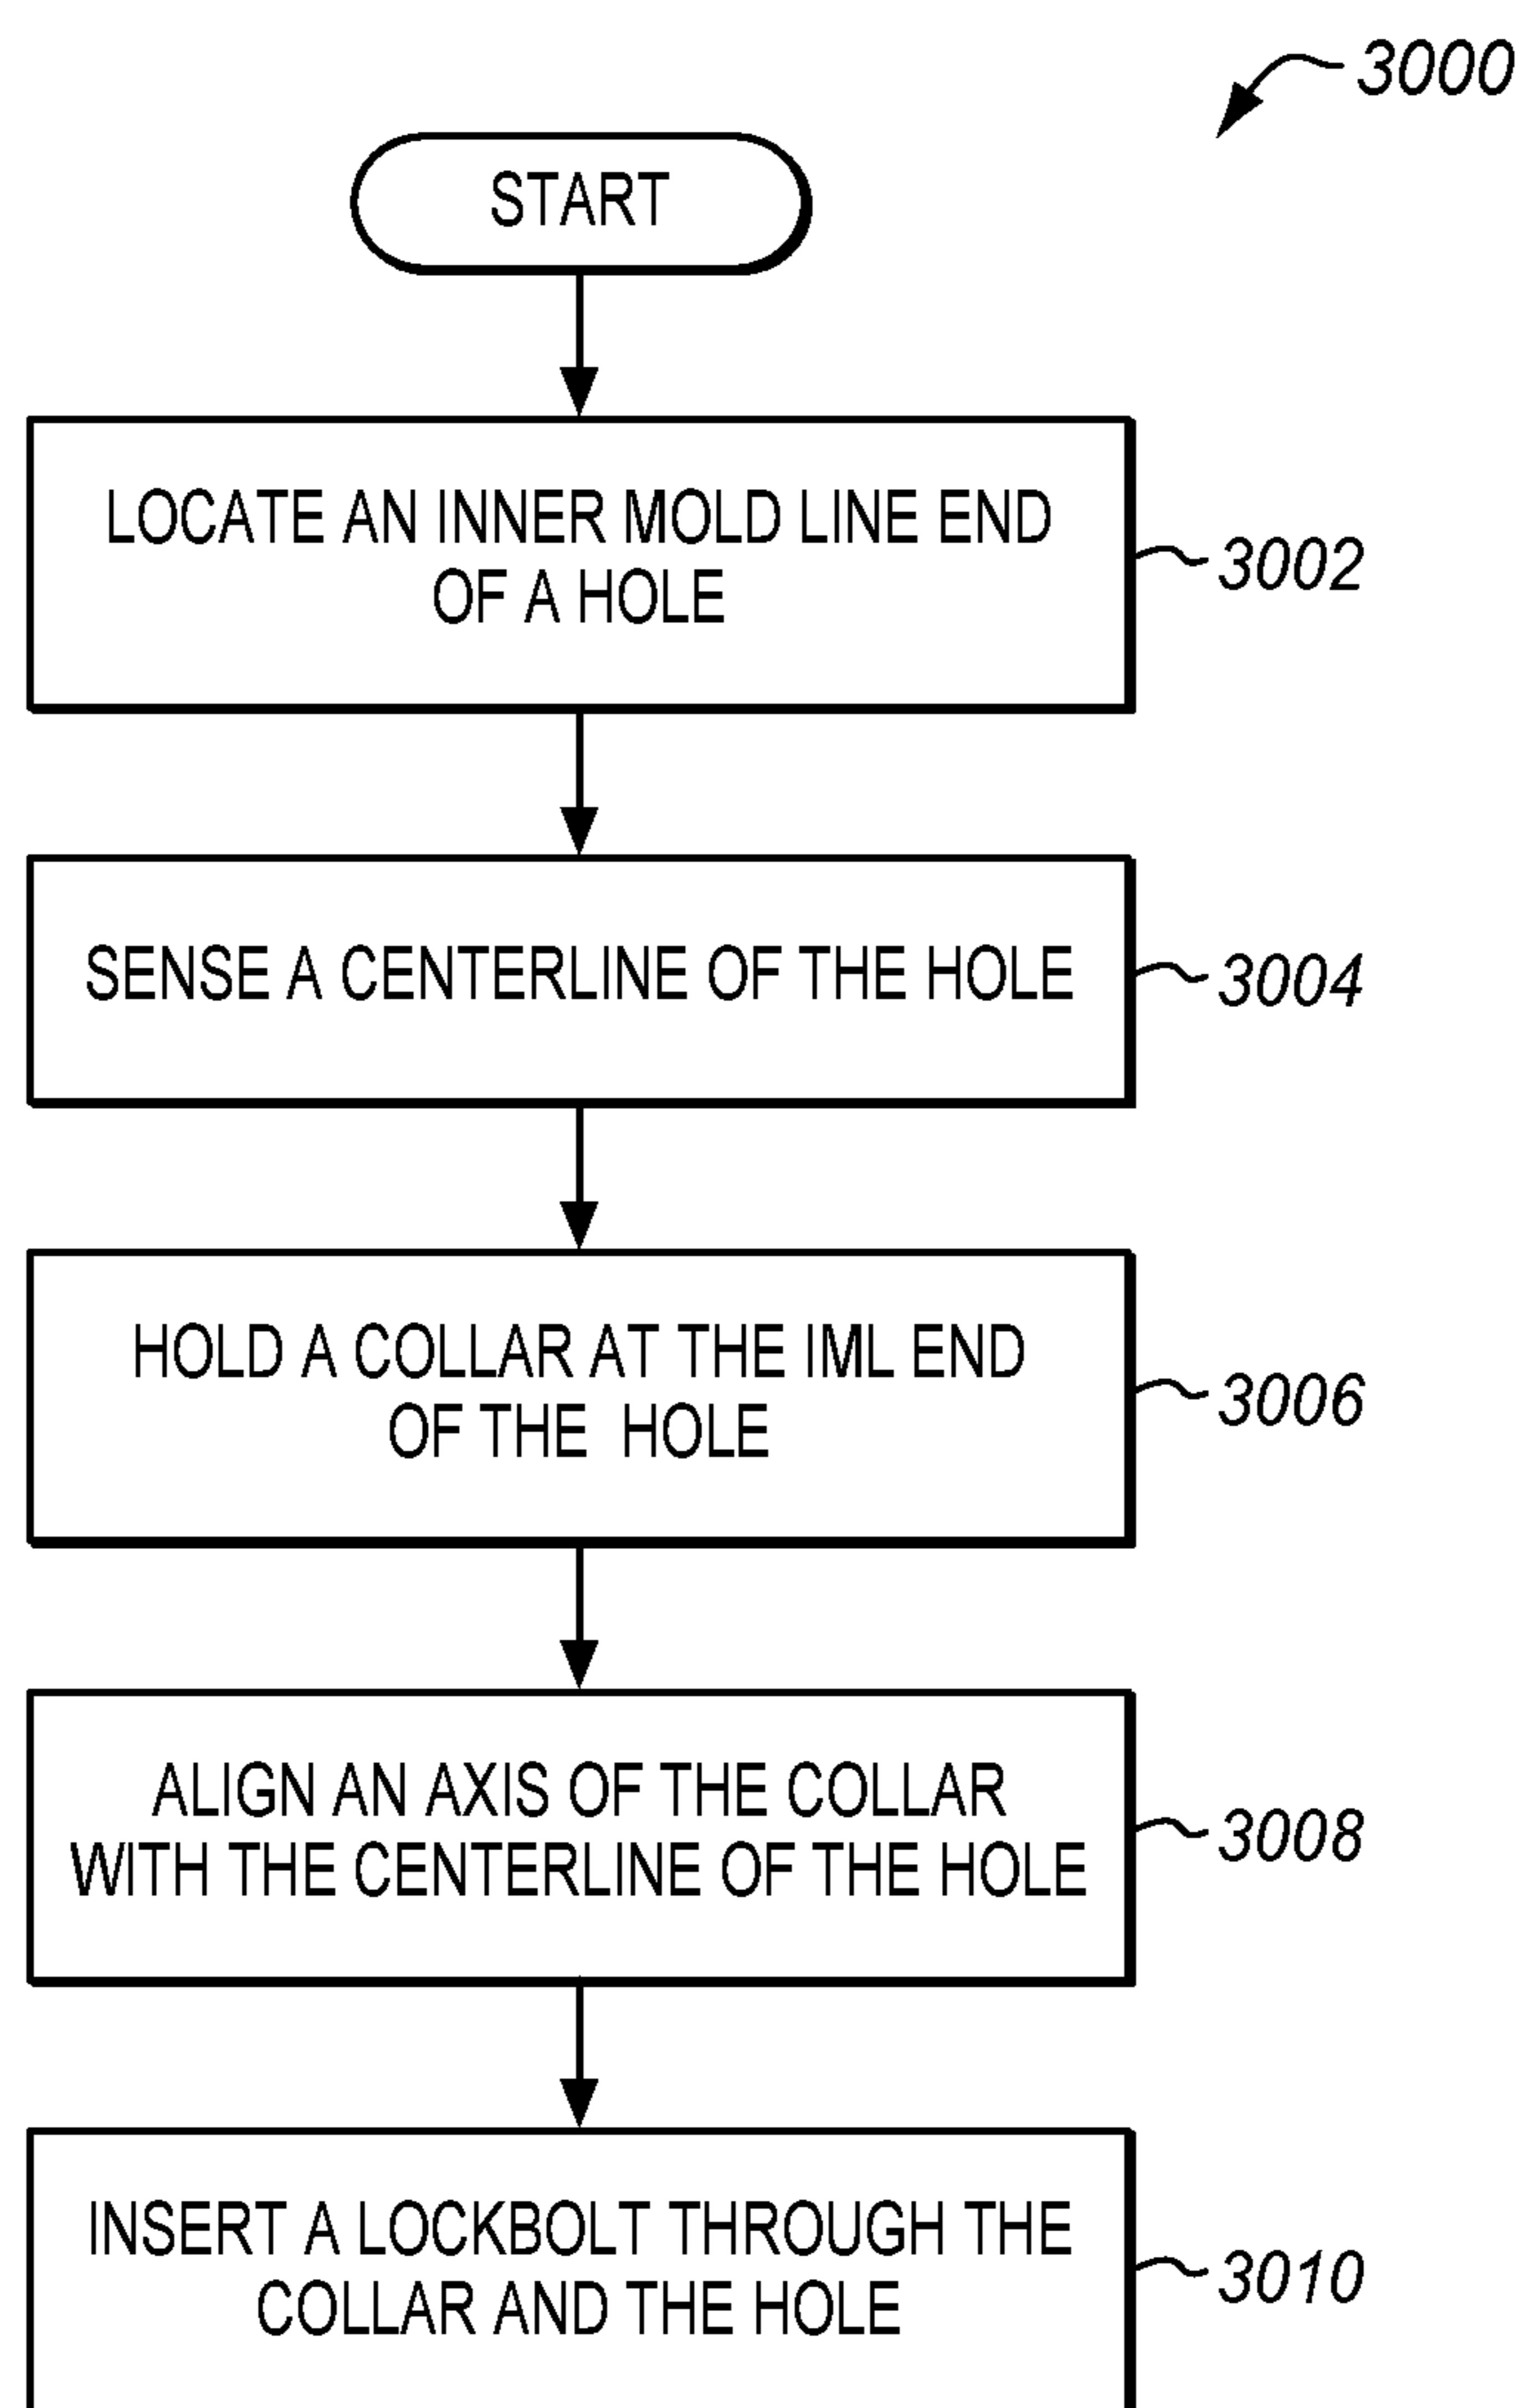 3000
START
LOCATE AN INNER MOLD LINE END
OF A HOLE
3002
SENSE A CENTERLINE OF THE HOLE
3004
HOLD A COLLAR AT THE IML END
OF THE HOLE
3006
ALIGN AN AXIS OF THE COLLAR
WITH THE CENTERLINE OF THE HOLE
3008
INSERT A LOCKBOLT THROUGH THE
COLLAR AND THE HOLE
3010